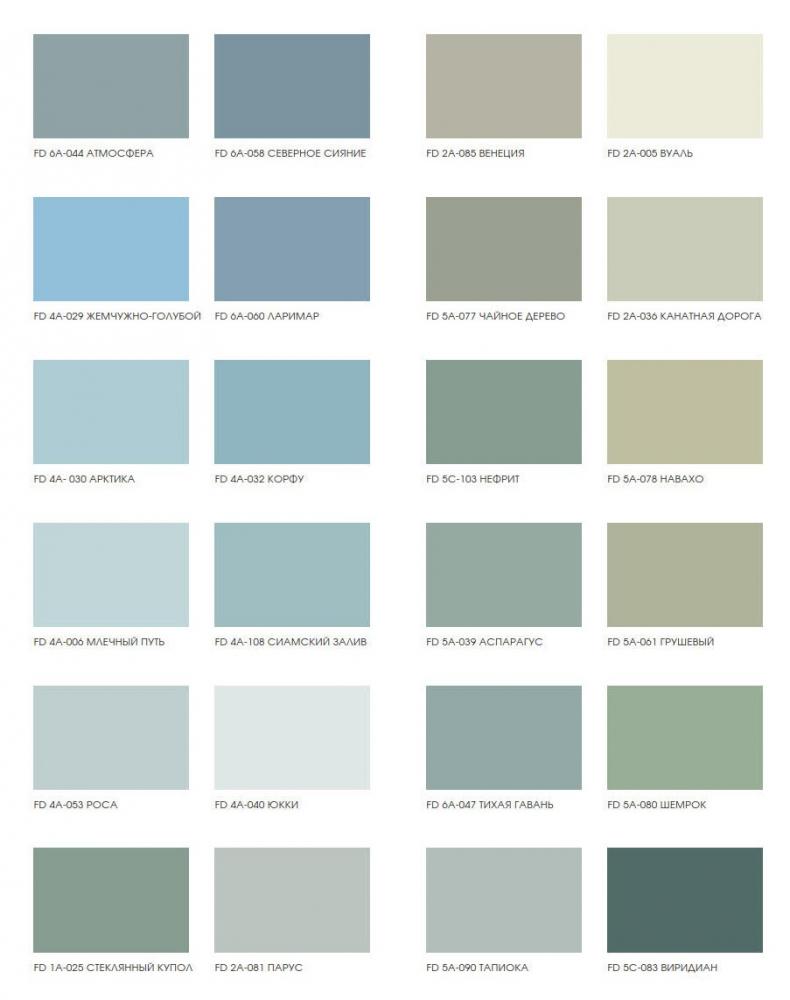 FD 6A-044 АТМОСФЕРА
FD 6A-058 СЕВЕРНОЕ СИЯНИЕ
FD 2A-085 ВЕНЕЦИЯ
FD 2A-005 ВУАЛЬ
FD 4A-029 ЖЕМЧУЖНО-ГОЛУБОЙ
FD 6A-060 ЛАРИМАР
FD 5A-077 ЧАЙНОЕ ДЕРЕВО
FD 2A-036 КАНАТНАЯ ДОРОГА
FD 4A- 030 АРКТИКА
FD 4A-032 КОРФУ
FD 5C-103 НЕФРИТ
FD 5A-078 НАВАХО
FD 4A-006 МЛЕЧНЫЙ ПУТЬ
FD 4A-108 СИАМСКИЙ ЗАЛИВ
FD 5A-039 АСПАРАГУС
FD 5A-061 ГРУШЕВЫЙ
FD 4A-053 РОСА
FD 4A-040 ЮККИ
FD 6A-047 ТИХАЯ ГАВАНЬ
FD 5A-080 ШЕМРОК
FD 1A-025 СТЕКЛЯННЫЙ КУПОЛ
FD 2A-081 ПАРУС
FD 5A-090 ТАПИОКА
FD 5C-083 ВИРИДИАН